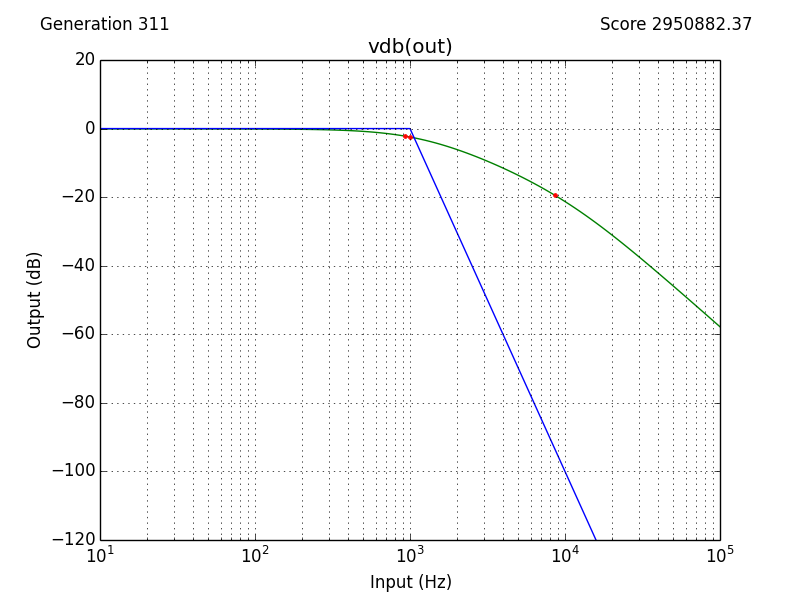 Generation 311
Score 2950882.37
vdb(out)
20
0
−20
−40
−60
−80
−100
−120
Output (dB)
10¹
10²
10³
10⁴
10⁵
Input (Hz)